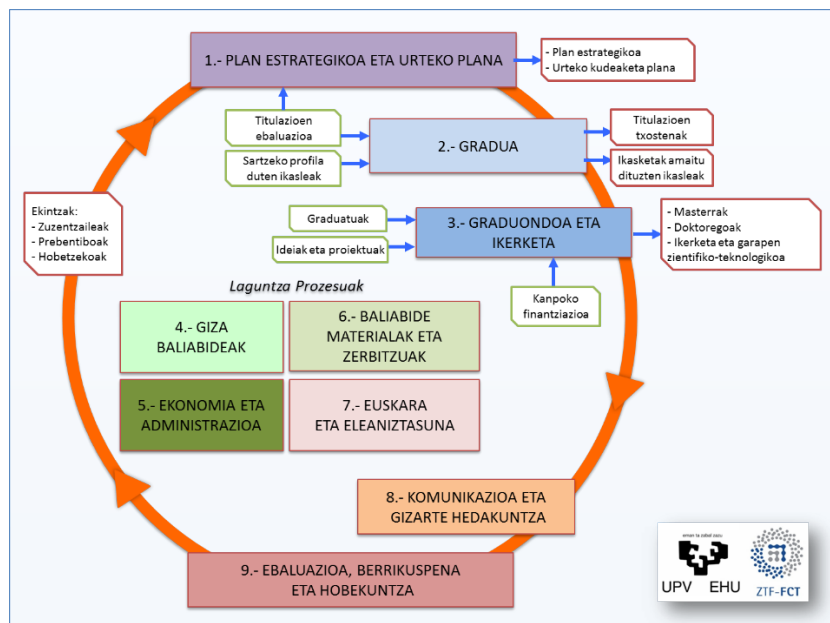 1.- PLAN ESTRATEGIKOA ETA URTEKO PLANA
- Plan estrategikoa
- Urteko kudeaketa plana
Titulazioen
ebaluazioa
Sartzeko profila
duten ikasleak
2.- GRADUA
Titulazioen
txostenak
Ikasketak amaitu
dituzten ikasleak
Ekintzak:
- Zuzentzaileak
- Prebentiboak
- Hobetzekoak
Graduatuak
Ideiak eta proiektuak
3.- GRADUONDOA ETA
IKERKETA
- Masterrak
- Doktoregoak
- Ikerketa eta garapen
zientifiko-teknologikoa
Kanpoko
finantziazioa
Laguntza Prozesuak
4.- GIZA
BALIABIDEAK
6.- BALIABIDE
MATERIALAK ETA
ZERBITZUAK
5.- EKONOMIA ETA
ADMINISTRAZIOA
7.- EUSKARA
ETA ELEANIZTASUNA
8.- KOMUNIKAZIOA ETA
GIZARTE HEDAKUNTZA
9.- EBALUAZIOA, BERRIKUSPENA
ETA HOBEKUNTZA
eman ta zabal zazu
UPV EHU
ZTF-FCT